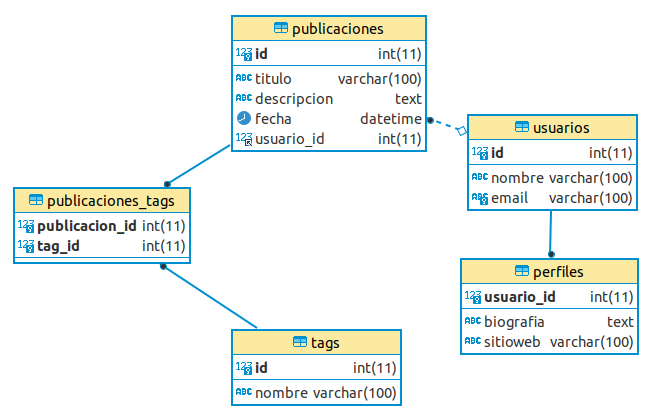 publicaciones
id int(11)
titulo varchar(100)
descripcion text
fecha datetime
usuario_id int(11)
usuarios
id int(11)
nombre varchar(100)
email varchar(100)
publicaciones_tags
publicacion_id int(11)
tag_id int(11)
perfiles
usuario_id int(11)
biografia text
sitioweb varchar(100)
tags
id int(11)
nombre varchar(100)